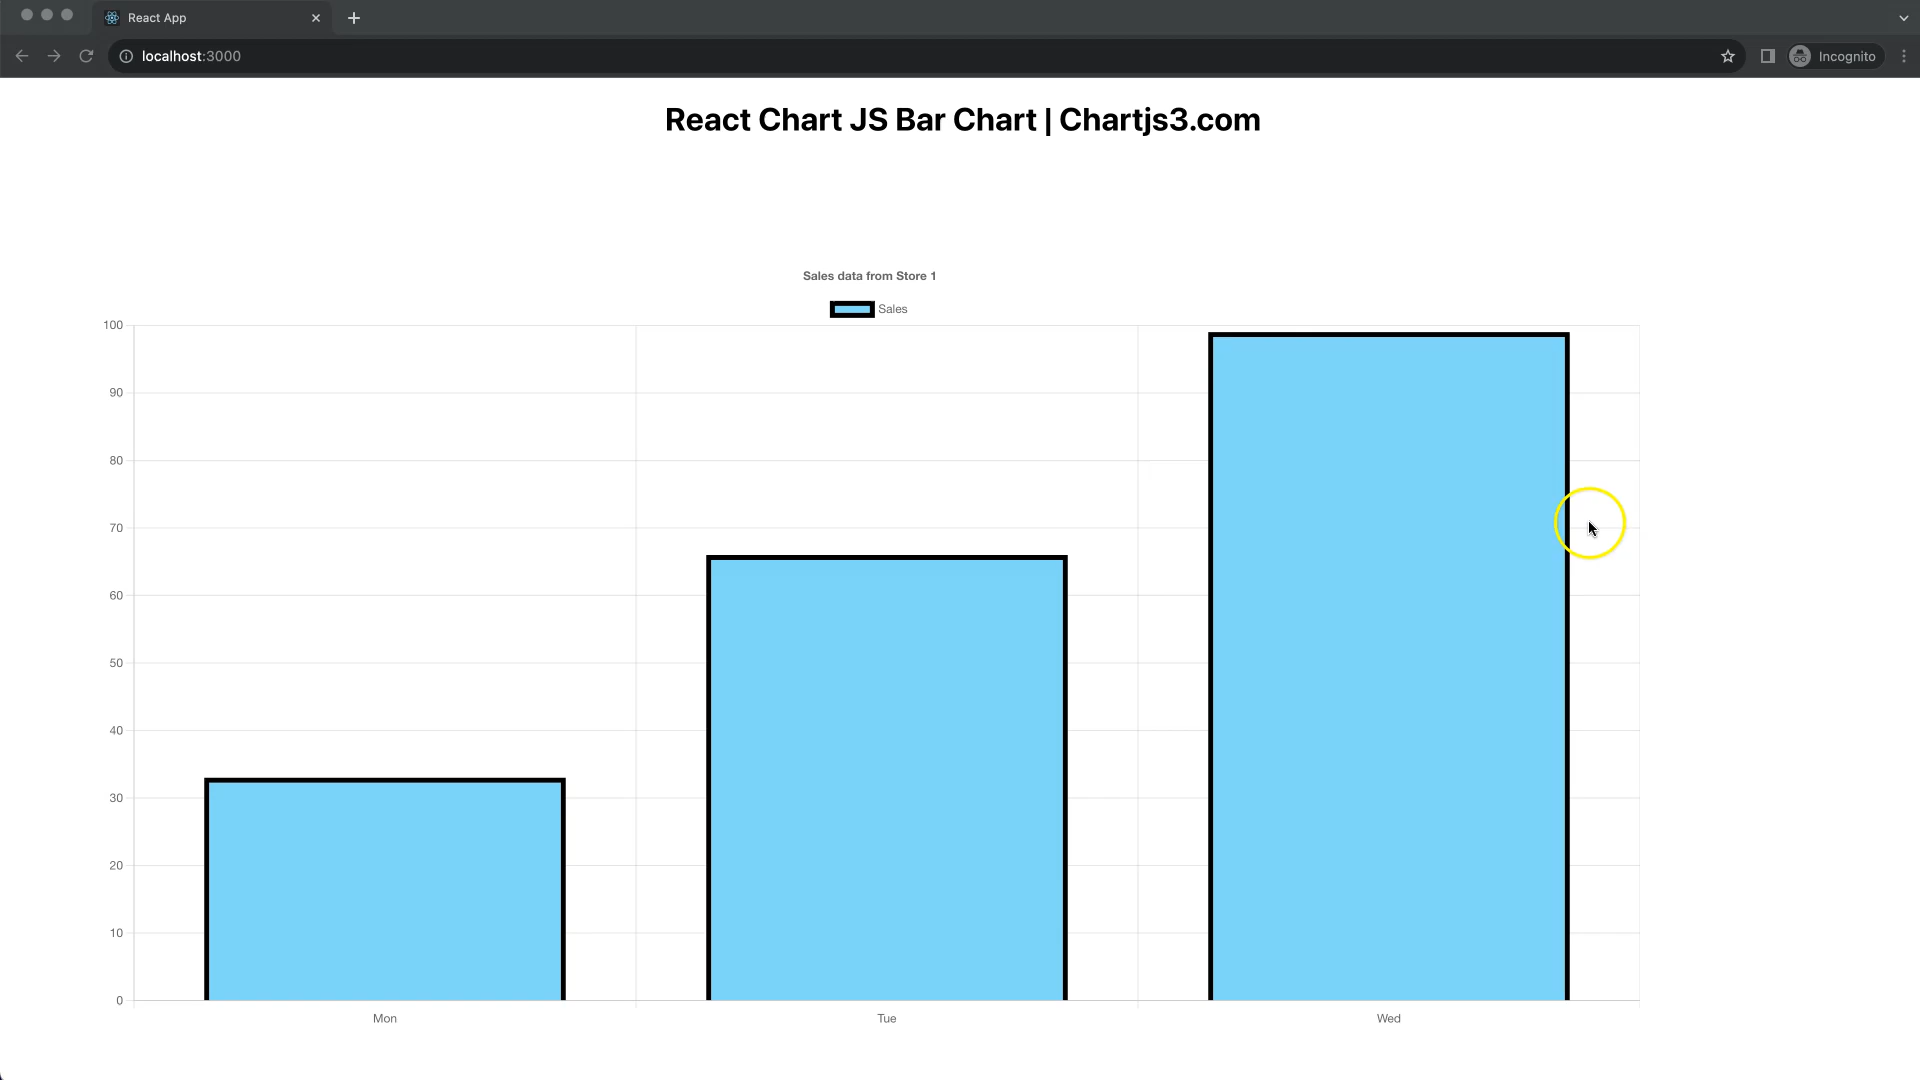 React App
localhost:3000
Incognito
React Chart JS Bar Chart | Chartjs3.com
Sales data from Store 1
Sales
100
90
80
70
60
50
40
30
20
10
0
Mon Tue Wed